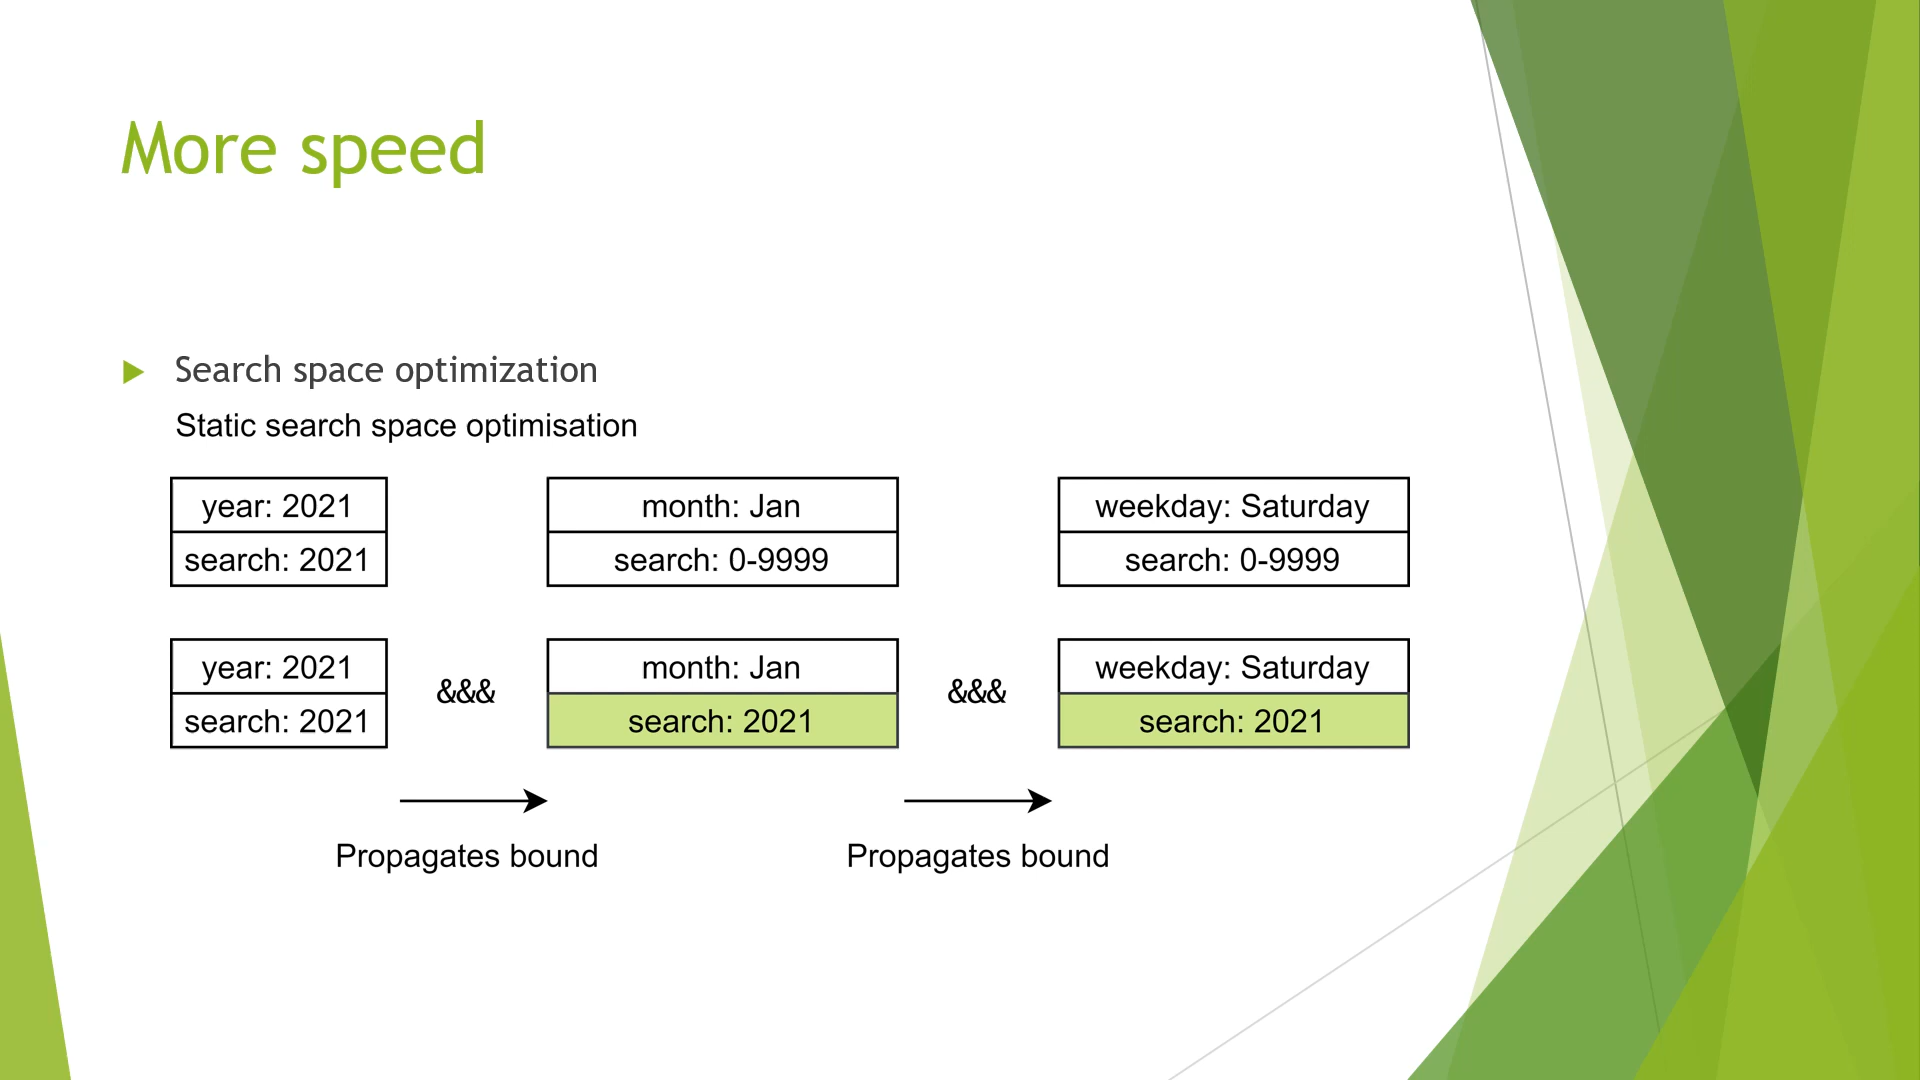 More speed
Search space optimization
Static search space optimisation
year: 2021
search: 2021
month: Jan
search: 0-9999
weekday: Saturday
search: 0-9999
year: 2021
search: 2021
&&&
month: Jan
search: 2021
&&&
weekday: Saturday
search: 2021
Propagates bound
Propagates bound